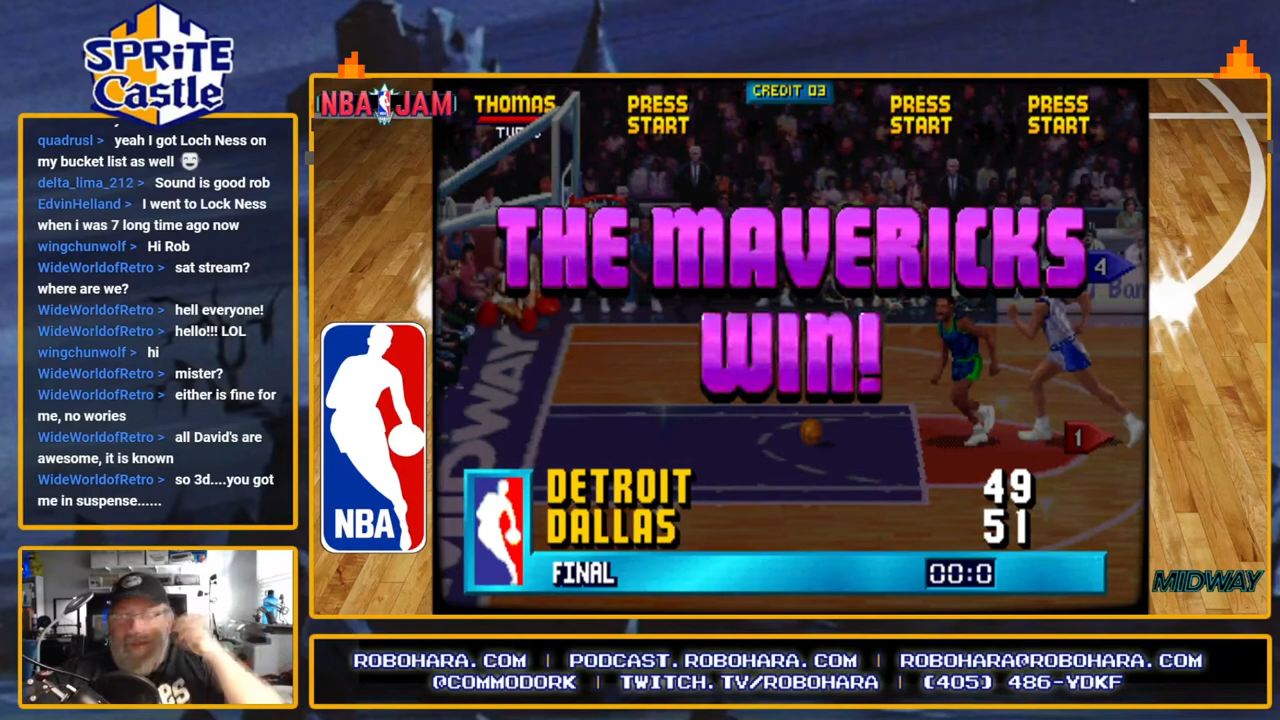 SPRiTE
Castle
quadrusl > yeah I got Loch Ness on
my bucket list as well
delta_lima_212 > Sound is good rob
EdvinHelland > I went to Lock Ness
when i was 7 long time ago now
wingchunwolf > Hi Rob
WideWorldofRetro > sat stream?
where are we?
WideWorldofRetro > hell everyone!
WideWorldofRetro > hello!!! LOL
wingchunwolf > hi
WideWorldofRetro > mister?
WideWorldofRetro > either is fine for
me, no wories
WideWorldofRetro > all David's are
awesome, it is known
WideWorldofRetro > so 3d....you got
me in suspense......
NBA JAM
THOMAS
PRESS
START
CREDIT 03
PRESS
START
PRESS
START
THE MAVERICKS
WIN!
4
1
MIDWAY
NBA
DETROIT 49
DALLAS 51
FINAL 00:0
MIDWAY
ROBOHARA.COM | PODCAST.ROBOHARA.COM | ROBOHARA@ROBOHARA.COM
@COMMODORK | TWITCH.TV/ROBOHARA | (405) 486-YDKF